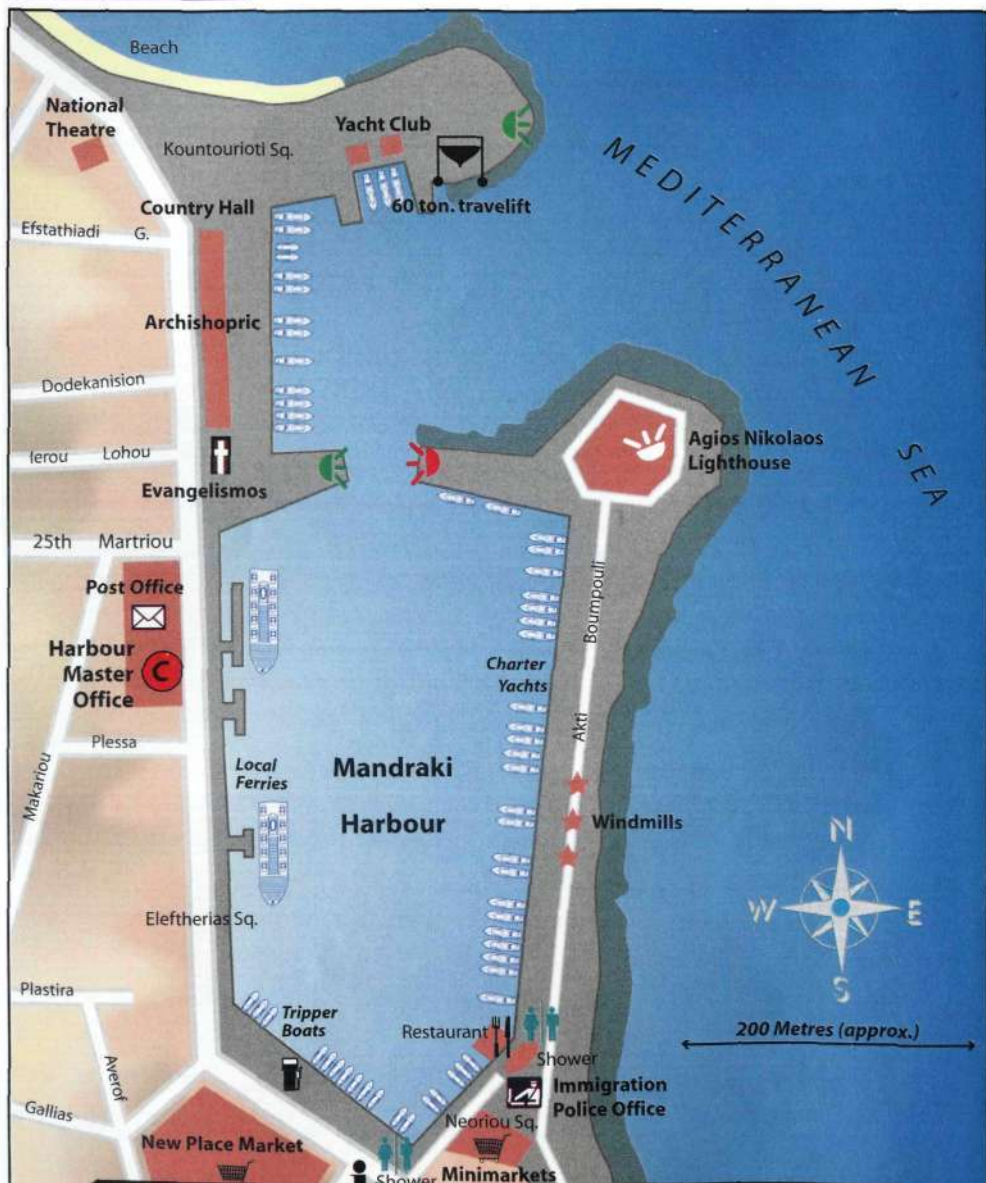 Beach
National
Theatre
Yacht Club
Kountourioti Sq.
MEDITERRANEAN SEA
60 ton. travelift
Country Hall
Efstathiadi G.
Archishopric
Dodekanision
Agios Nikolaos
Lighthouse
Ierou Lohou
Evangelismos
25th Martriou
Post Office
Boumpouli
Harbour
Master
Office
C
Charter
Yachts
Akti
Plessa
Makariou
Local
Ferries
Mandraki
Harbour
Windmills
N
W E
S
Eleftherias Sq.
Plastira
Tripper
Boats
Restaurant
200 Metres (approx.)
Shower
Averof
Immigration
Police Office
Gallias
Neoriou Sq.
New Place Market
Shower
Minimarkets